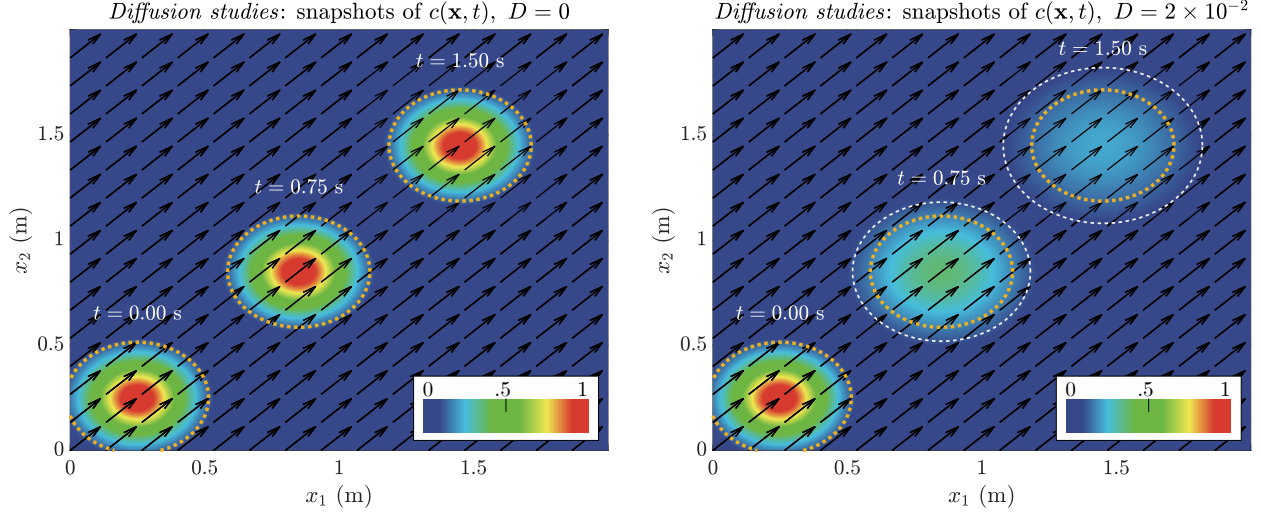 Diffusion studies: snapshots of c(x, t), D = 0
t = 1.50 s
t = 0.75 s
t = 0.00 s
0 .5 1
0
0.5
1
1.5
x₂ (m)
0 0.5 1 1.5
x₁ (m)
Diffusion studies: snapshots of c(x, t), D = 2 × 10⁻²
t = 1.50 s
t = 0.75 s
t = 0.00 s
0 .5 1
0
0.5
1
1.5
x₂ (m)
0 0.5 1 1.5
x₁ (m)